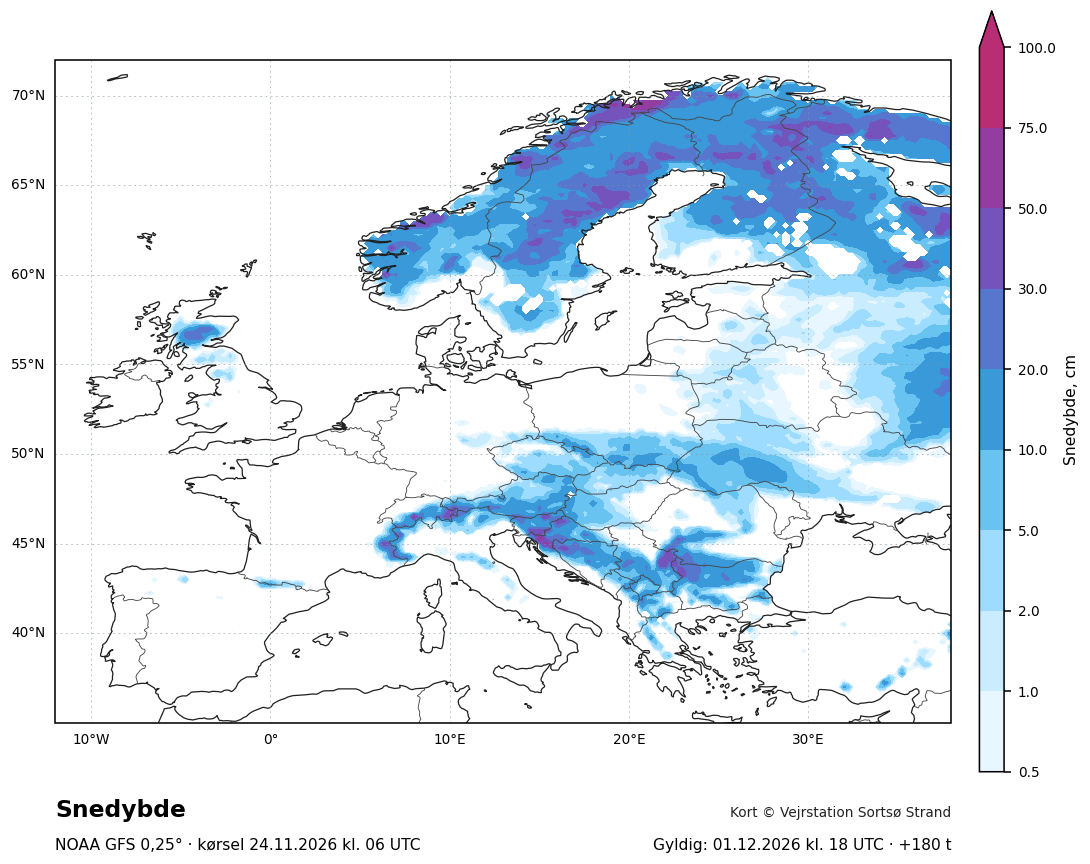 70°N
65°N
60°N
55°N
50°N
45°N
40°N
10°W
0°
10°E
20°E
30°E
100.0
75.0
50.0
30.0
20.0
10.0
5.0
2.0
1.0
0.5
Snedybde, cm
Snedybde
Kort © Vejrstation Sortsø Strand
NOAA GFS 0,25° · kørsel 24.11.2026 kl. 06 UTC
Gyldig: 01.12.2026 kl. 18 UTC · +180 t